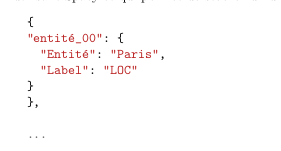 {
"entité_00": {
  "Entité": "Paris",
  "Label": "LOC"
}
},
...